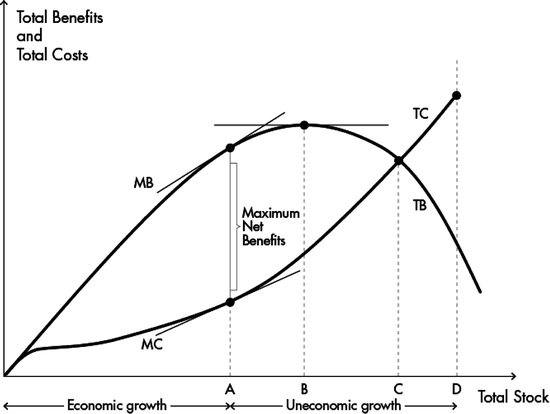 Total Benefits
and
Total Costs
TC
MB
Maximum
Net
Benefits
TB
MC
A B C D Total Stock
Economic growth Uneconomic growth